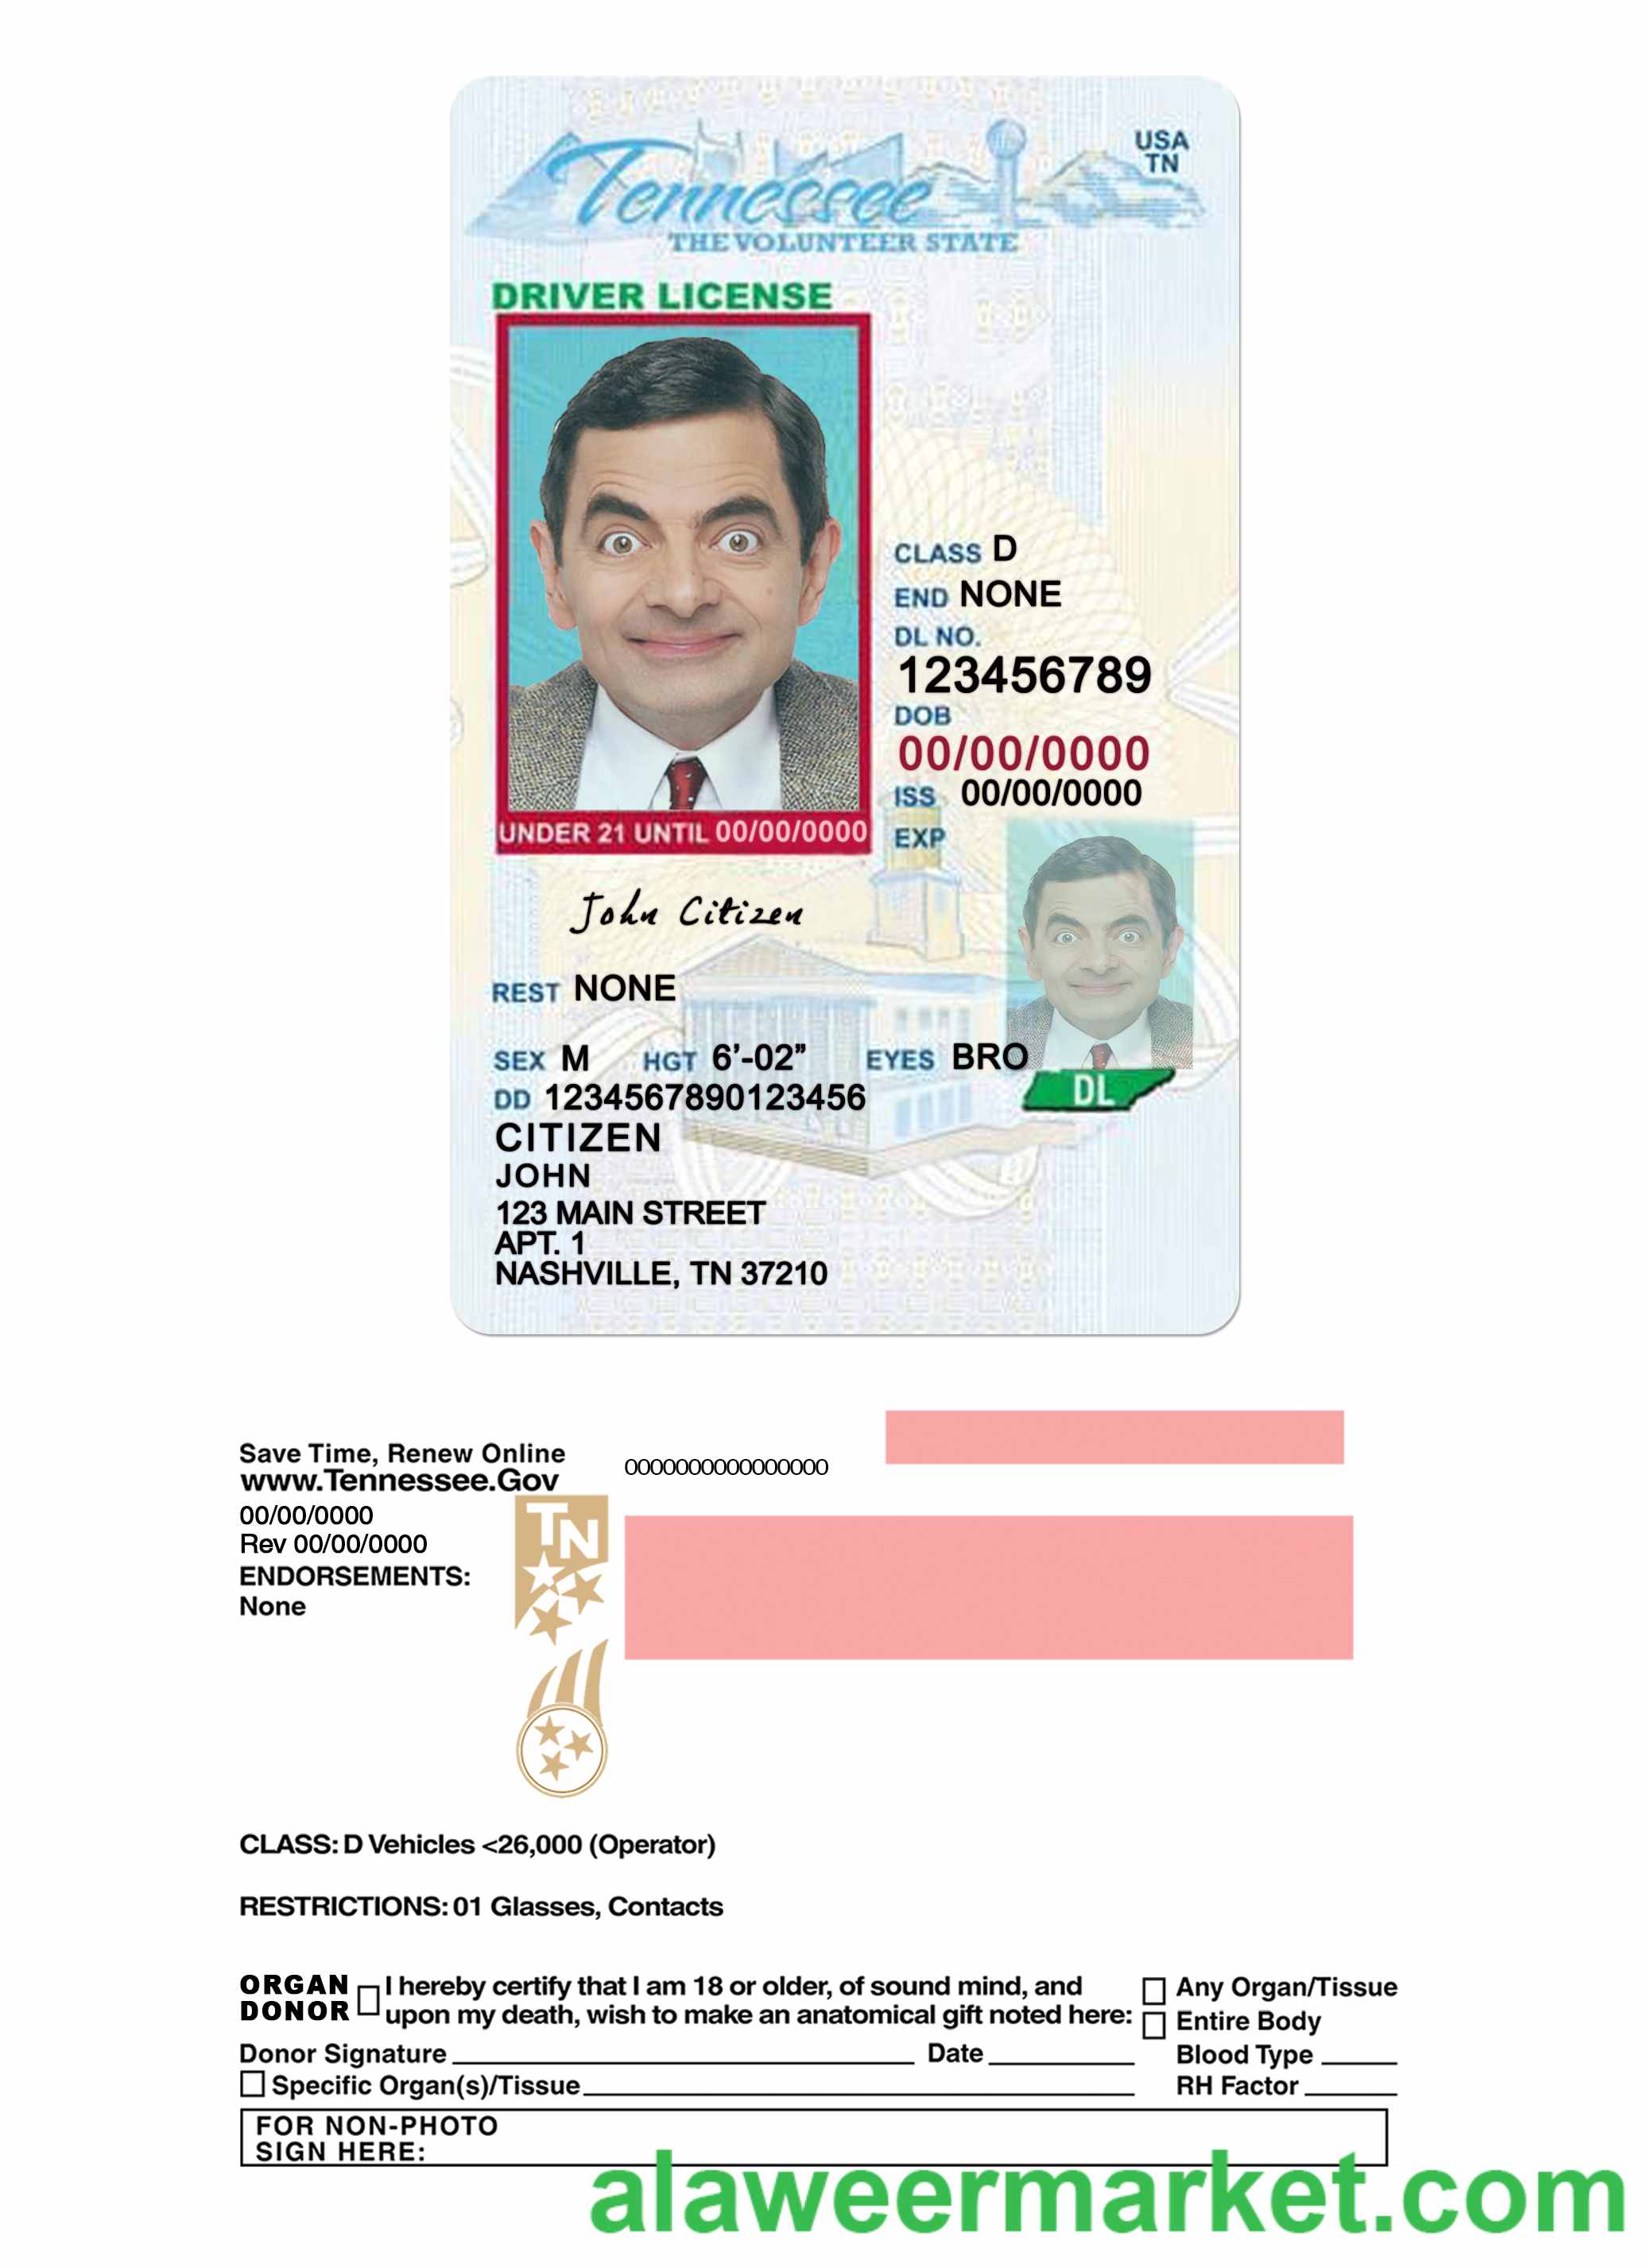 Tennessee
THE VOLUNTEER STATE
USA
TN
DRIVER LICENSE
CLASS D
END NONE
DL NO.
123456789
DOB
00/00/0000
ISS 00/00/0000
EXP
UNDER 21 UNTIL 00/00/0000
John Citizen
REST NONE
SEX M HGT 6’-02” EYES BRO
DL
DD 1234567890123456
CITIZEN
JOHN
123 MAIN STREET
APT. 1
NASHVILLE, TN 37210
Save Time, Renew Online
www.Tennessee.Gov
0000000000000000
00/00/0000
Rev 00/00/0000
ENDORSEMENTS:
None
TN
CLASS: D Vehicles <26,000 (Operator)
RESTRICTIONS: 01 Glasses, Contacts
ORGAN
DONOR
I hereby certify that I am 18 or older, of sound mind, and
upon my death, wish to make an anatomical gift noted here:
Any Organ/Tissue
Entire Body
Donor Signature Date Blood Type
Specific Organ(s)/Tissue RH Factor
FOR NON-PHOTO
SIGN HERE:
alaweermarket.com